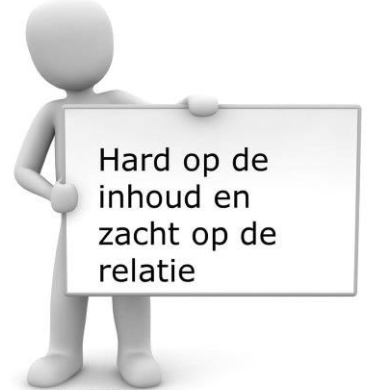 Hard op de
inhoud en
zacht op de
relatie